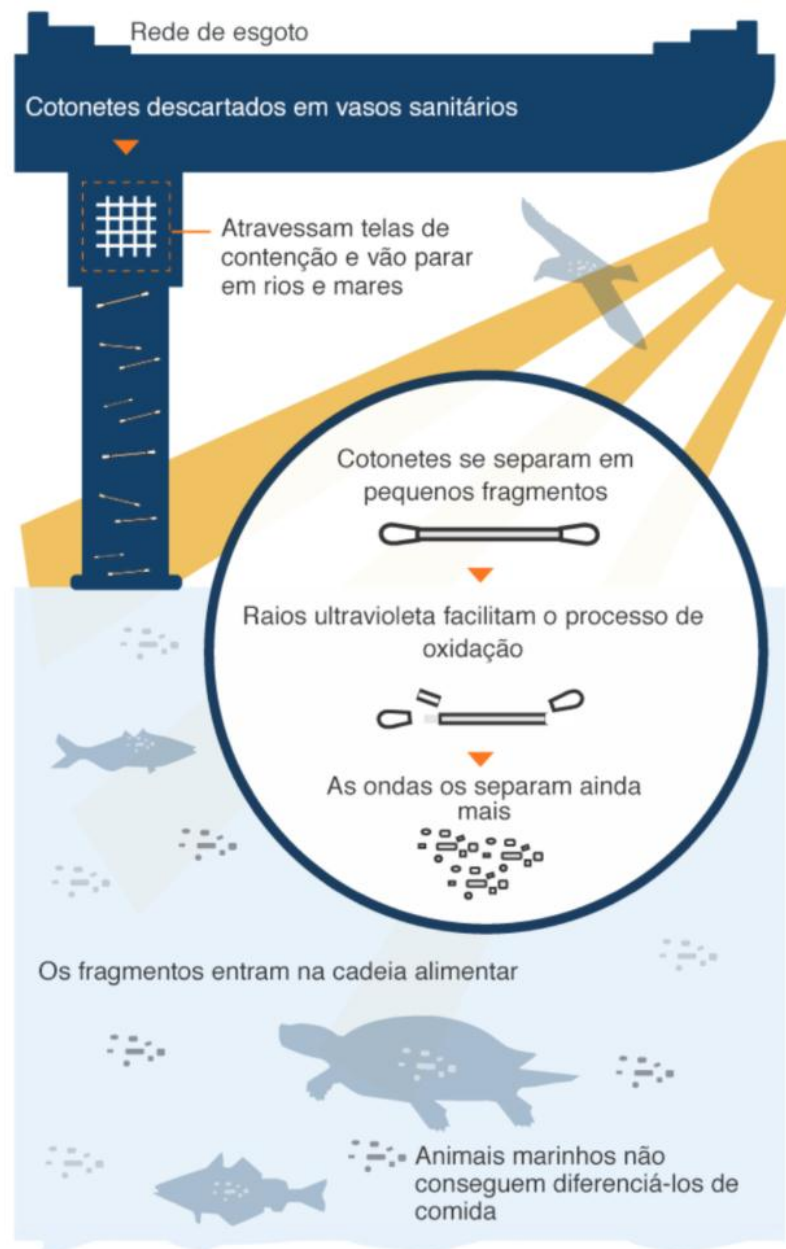 Rede de esgoto
Cotonetes descartados em vasos sanitários
Atravessam telas de
contenção e vão parar
em rios e mares
Cotonetes se separam em
pequenos fragmentos
Raios ultravioleta facilitam o processo de
oxidação
As ondas os separam ainda
mais
Os fragmentos entram na cadeia alimentar
Animais marinhos não
conseguem diferenciá-los de
comida